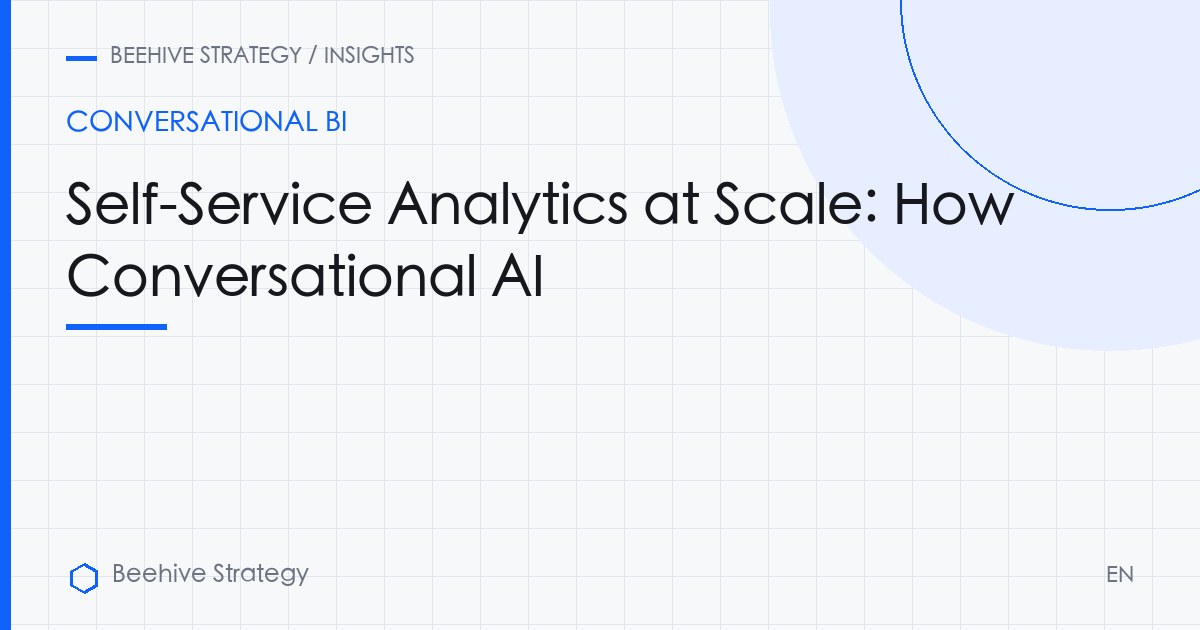 BEEHIVE STRATEGY / INSIGHTS
CONVERSATIONAL BI
Self-Service Analytics at Scale: How
Conversational AI
Beehive Strategy
EN